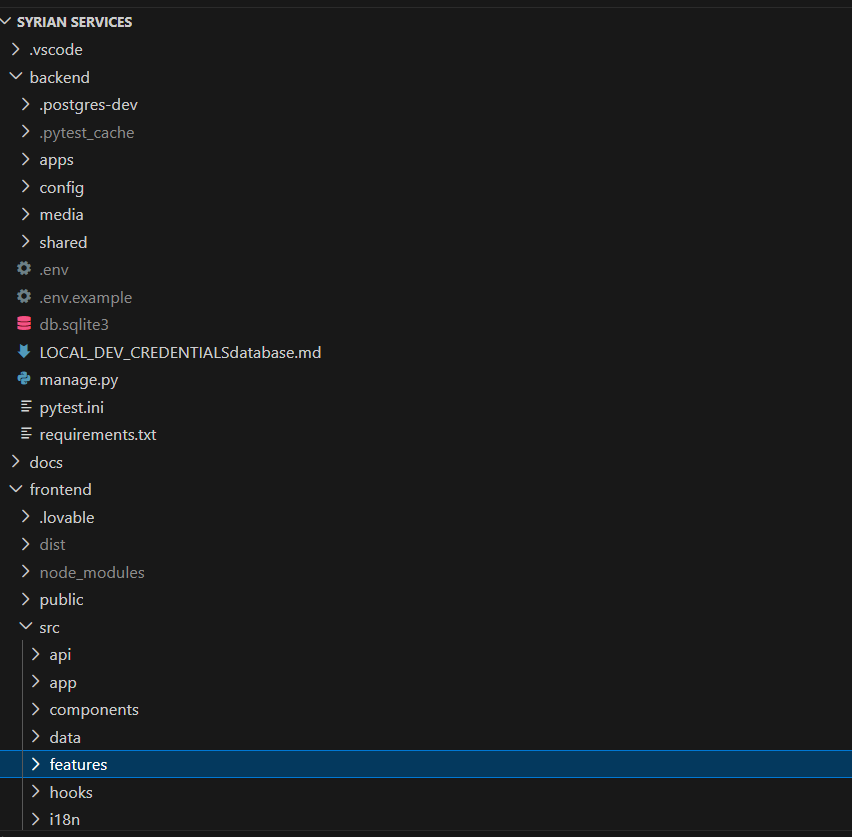 SYRIAN SERVICES
.vscode
backend
.postgres-dev
.pytest_cache
apps
config
media
shared
.env
.env.example
db.sqlite3
LOCAL_DEV_CREDENTIALSdatabase.md
manage.py
pytest.ini
requirements.txt
docs
frontend
.lovable
dist
node_modules
public
src
api
app
components
data
features
hooks
i18n